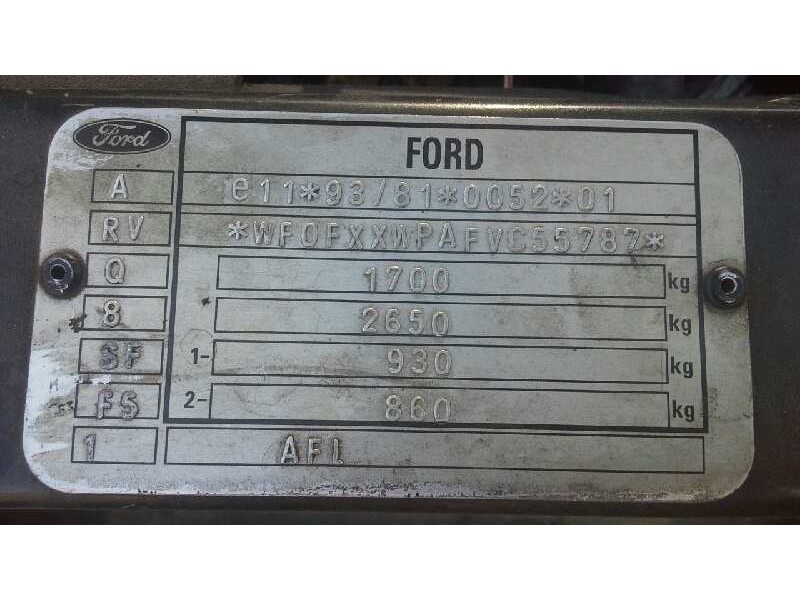 Ford
FORD
A e11*93/81*0052*01
RV *WF0FXXWPAFVC55787*
Q 1700 kg
8 2650 kg
SF 1- 930 kg
FS 2- 860 kg
1 AFL